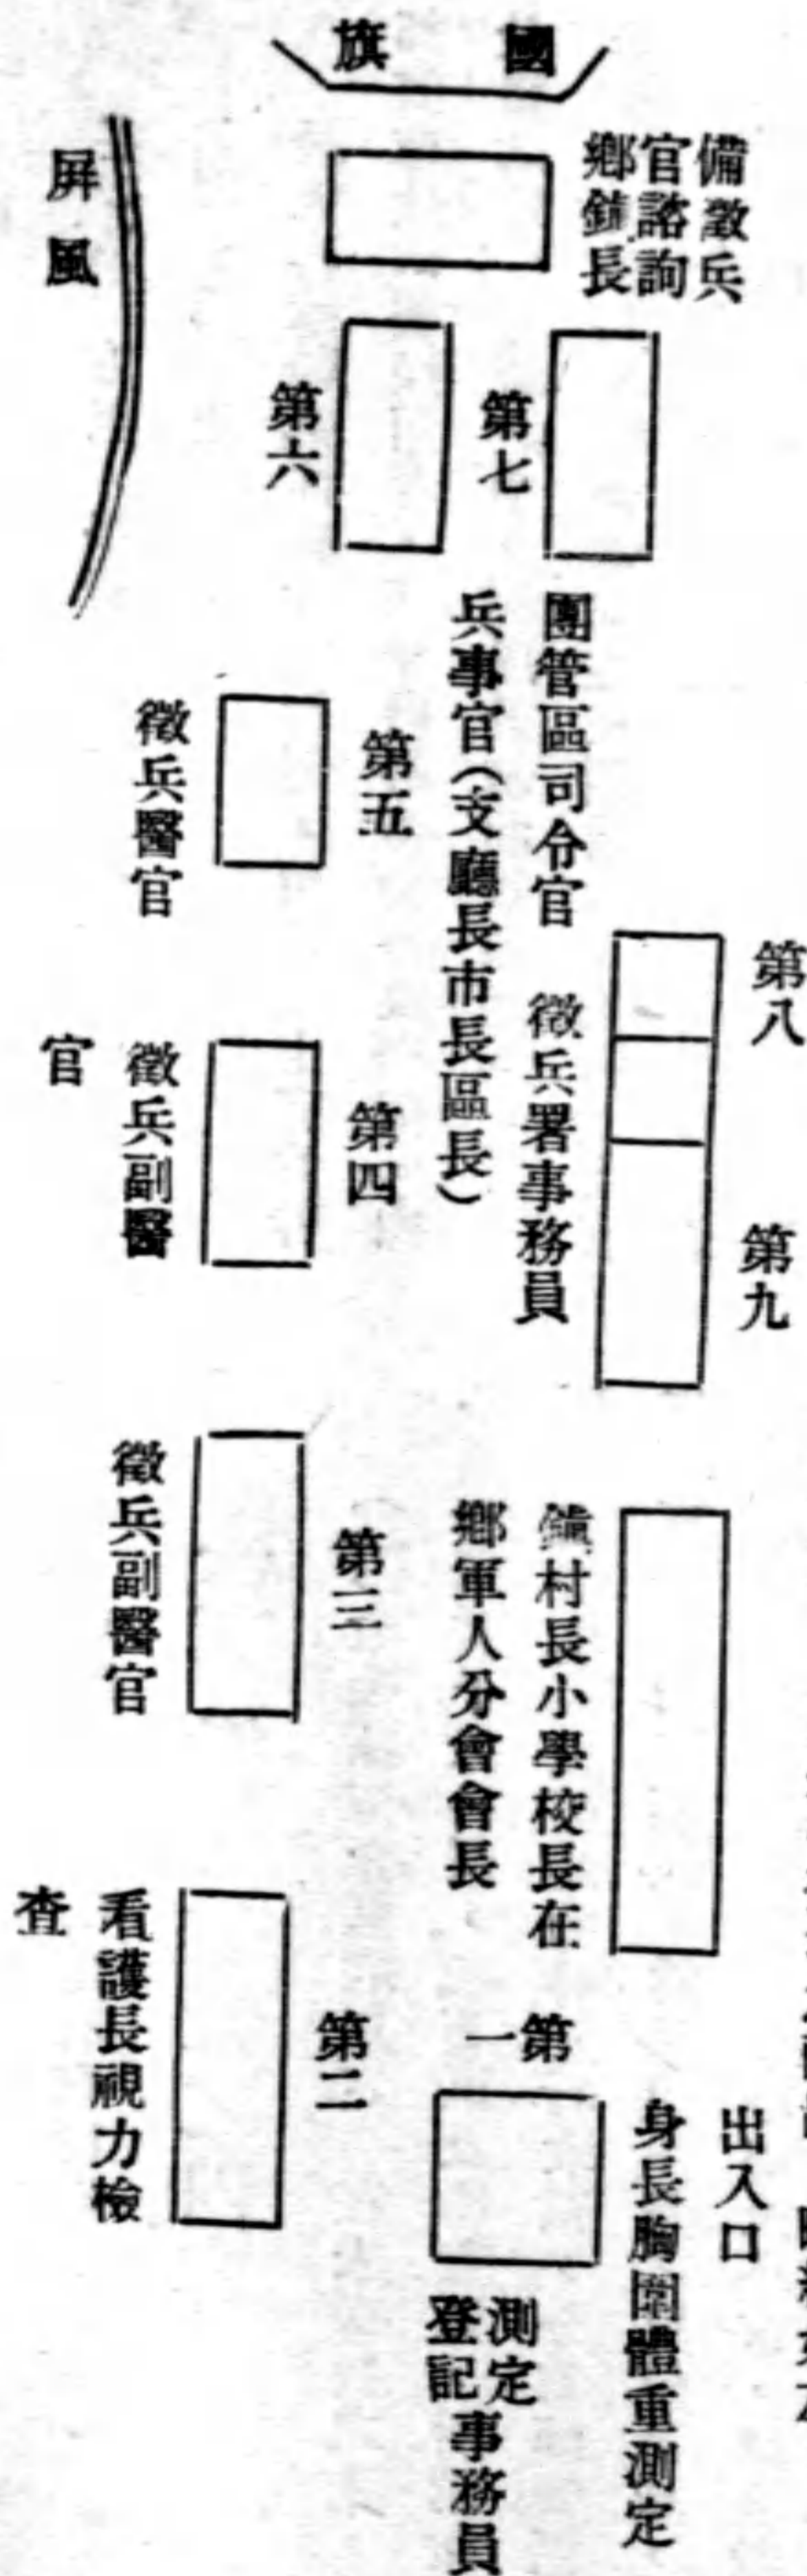 國旗
備徵兵
官諮詢
鄉鎮長
屏風
第七
第六
團管區司令官
兵事官(支廳長市長區長)
第八
徵兵署事務員
第九
第五
徵兵醫官
第四
徵兵副醫
官
鎮村長小學校長在
鄉軍人分會會長
第三
徵兵副醫官
出入口
身長胸圍體重測定
第一
測定
登記
事務員
第二
看護長視力檢
查